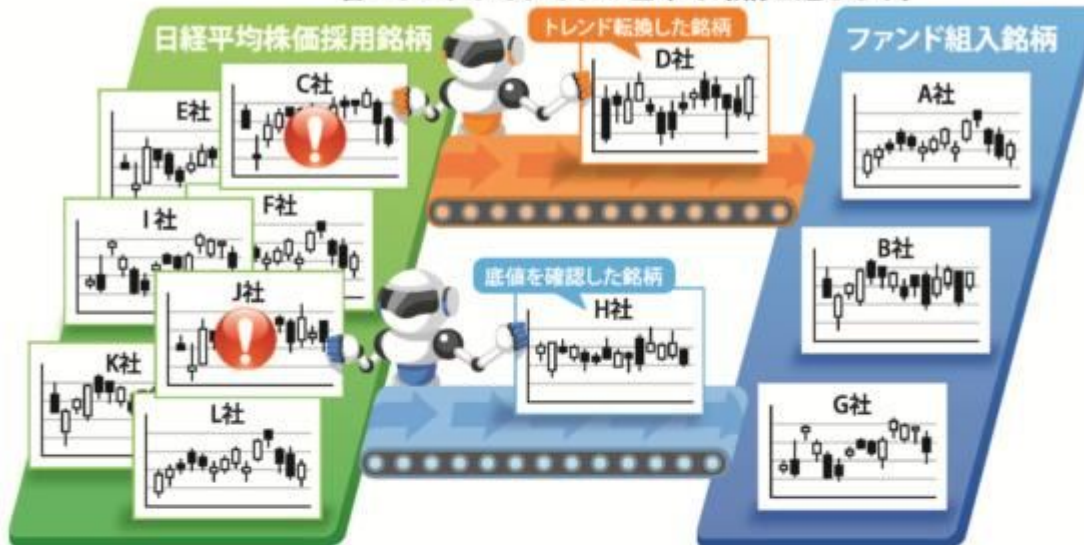 日経平均株価採用銘柄
トレンド転換した銘柄
ファンド組入銘柄
C社
D社
A社
E社
I社
F社
B社
J社
底値を確認した銘柄
H社
K社
L社
G社